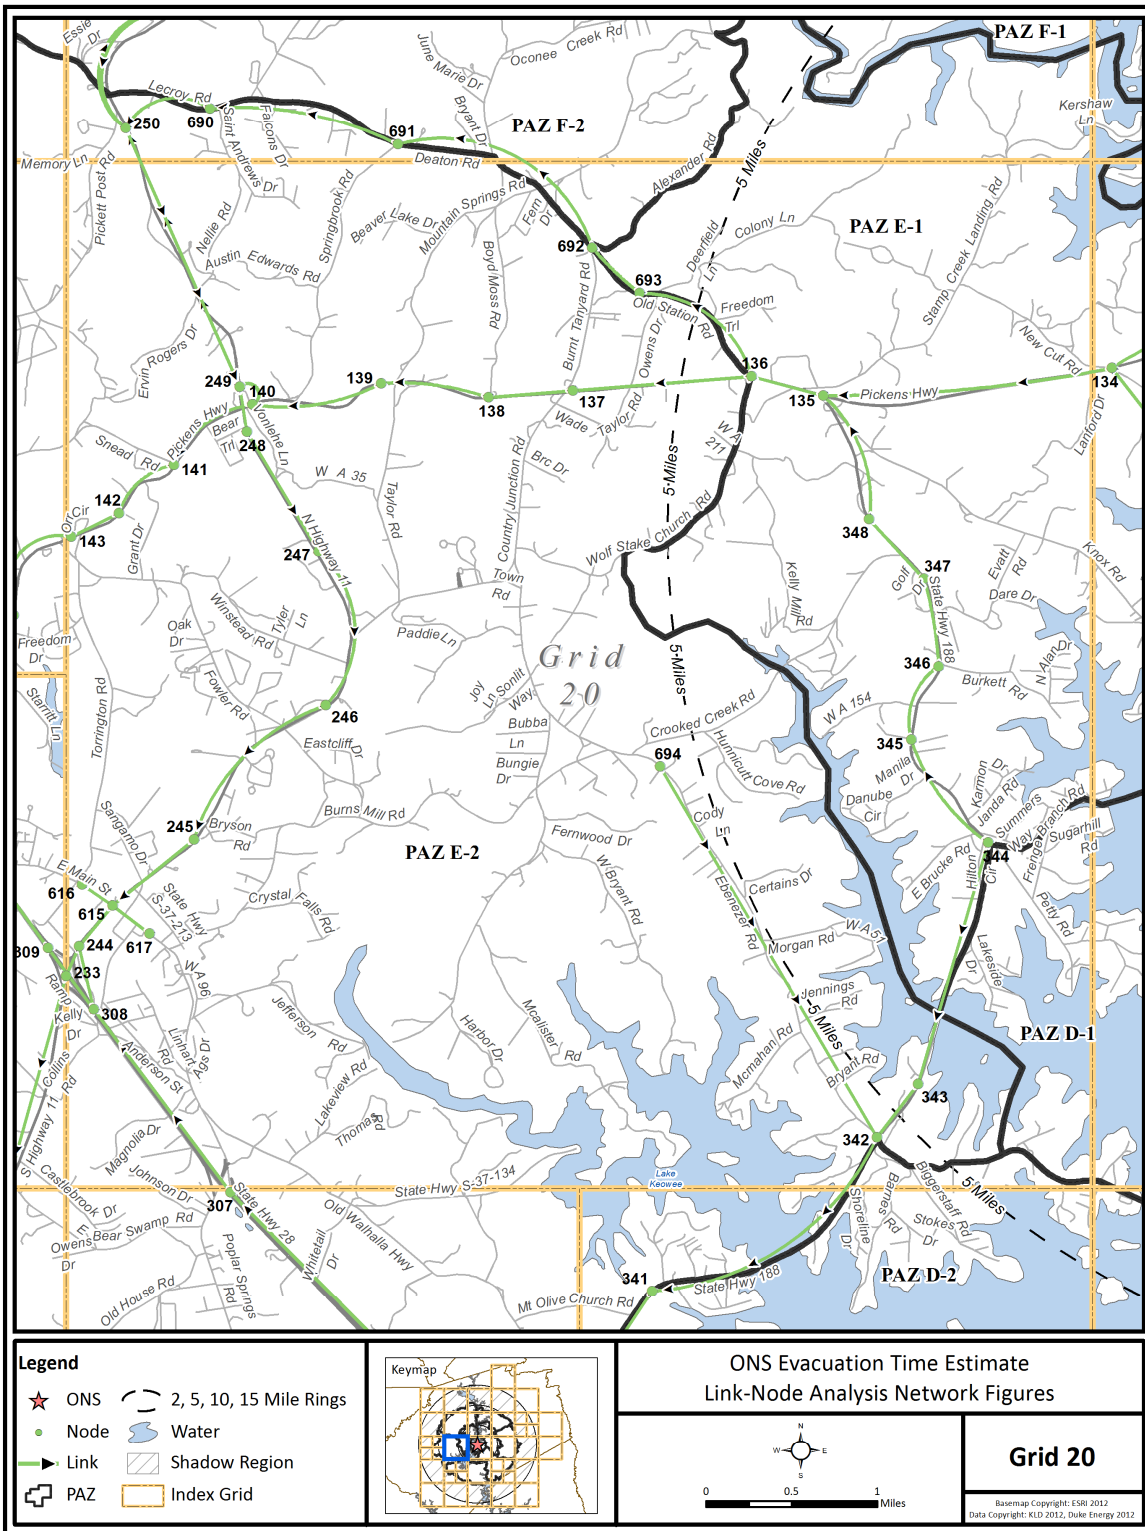 Essie
Dr
June Marie Dr
Oconee Creek Rd
PAZ F-1
Lecroy Rd
Bryant Dr
PAZ F-2
Kershaw
Ln
250
690
Saint Andrews Dr
Falcons Dr
691
Memory Ln
Deaton Rd
Alexander Rd
5 Miles
Pickett Post Rd
Nellie Rd
Springbrook Rd
Beaver Lake Dr
Mountain Springs Rd
Fern
Dr
Colony Ln
PAZ E-1
Stamp Creek Landing Rd
692
Deerfield
Ln
Austin Edwards Rd
Boyd Moss Rd
Burnt Tanyard Rd
693
Old Station Rd
Freedom
Trl
Ervin
Rogers Dr
Owens Dr
New Cut Rd
249
140
139
138
137
136
135
134
Pickens Hwy
Pickens Hwy
Bear
Trl
248
Vonlehe Ln
Wade
Taylor Rd
W A
211
Lanford Dr
Snead Rd
141
W A 35
Brc Dr
Country Junction Rd
5 Miles
142
Orr Cir
143
Grant Dr
N Highway 11
247
Taylor Rd
Wolf Stake Church Rd
348
347
Golf
Dr
State Hwy 188
Evatt
Rd
Knox Rd
Town
Rd
Kelly Mill
Rd
Dare Dr
Winstead Rd
Tyler
Ln
Oak
Dr
Paddie Ln
Freedom
Dr
Grid
20
5 Miles
346
N Alan Dr
Burkett Rd
Starritt Ln
Torrington Rd
Fowler Rd
246
Joy
Ln
Sonlit
Way
Crooked Creek Rd
W A 154
345
Bubba
Ln
Eastcliff Dr
694
Hunnicutt Cove Rd
Manila
Dr
Bungie
Dr
Karmon
Dr
Janda Rd
Danube
Cir
Summers
Way
Frenge Branch Rd
Sugarhill
Rd
Sangamo Dr
Burns Mill Rd
245
Bryson
Rd
Cody
Ln
PAZ E-2
Fernwood Dr
344
E Brucke Rd
Hilton
Cir
E Main St
616
615
State Hwy
S-37-213
Crystal Falls Rd
W Bryant Rd
Certains Dr
Ebenezer Rd
Petty Rd
617
309
244
Morgan Rd
W A 51
Lakeside
Dr
233
W A 96
Ramo
Kelly
Dr
308
Jennings
Rd
5 Miles
Jefferson Rd
Mcalister
Rd
Harbor Dr
Mcmahan Rd
PAZ D-1
Collins
Rd
Anderson St
Linhart
Rd
Ags Dr
Lakeview Rd
Bryant Rd
343
S Highway 11
Thomas
Rd
Magnolia Dr
342
Johnson Dr
Lake
Keowee
State Hwy S-37-134
Castlebrook Dr
307
State Hwy 28
Old Walhalla Hwy
Shoreline
Dr
Barnes
Rd
Biggerstaff Rd
5 Miles
Stokes
Dr
E
Owens
Dr
Bear Swamp Rd
Old House Rd
Poplar Springs
Rd
Whitetail
Dr
341
PAZ D-2
Mt Olive Church Rd
State Hwy 188
Legend
ONS
2, 5, 10, 15 Mile Rings
Node
Water
Link
Shadow Region
PAZ
Index Grid
Keymap
ONS Evacuation Time Estimate
Link-Node Analysis Network Figures
N
W
E
S
0
0.5
1
Miles
Grid 20
Basemap Copyright: ESRI 2012
Data Copyright: KLD 2012, Duke Energy 2012